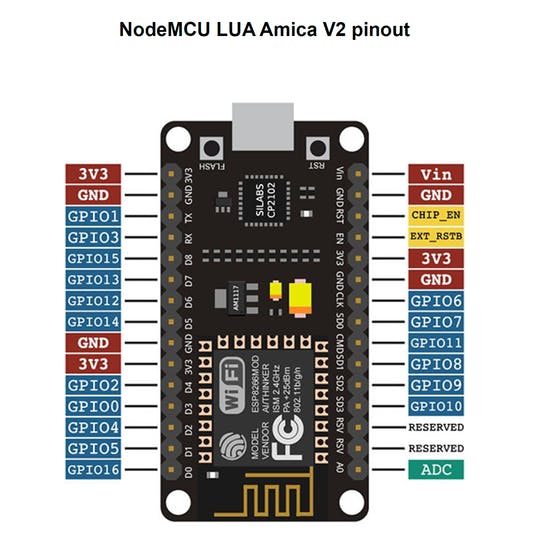 NodeMCU LUA Amica V2 pinout
FLASH
RST
3V3
GND
GPIO1
GPIO3
GPIO15
GPIO13
GPIO12
GPIO14
GND
3V3
GPIO2
GPIO0
GPIO4
GPIO5
GPIO16
3V3
GND
TX
RX
D8
D7
D6
D5
GND
3V3
D4
D3
D2
D1
D0
SILABS
CP2102
AM1117
Wi Fi
MODEL
VENDOR
ESP8266MOD
AI/THINKER
ISM 2.4GHz
PA +25dBm
802.11b/g/n
FC
Vin
GND
RST
EN
3V3
GND
CLK
SD0
CMD
SD1
SD2
SD3
RSV
RSV
A0
Vin
GND
CHIP_EN
EXT_RSTB
3V3
GND
GPIO6
GPIO7
GPIO11
GPIO8
GPIO9
GPIO10
RESERVED
RESERVED
ADC